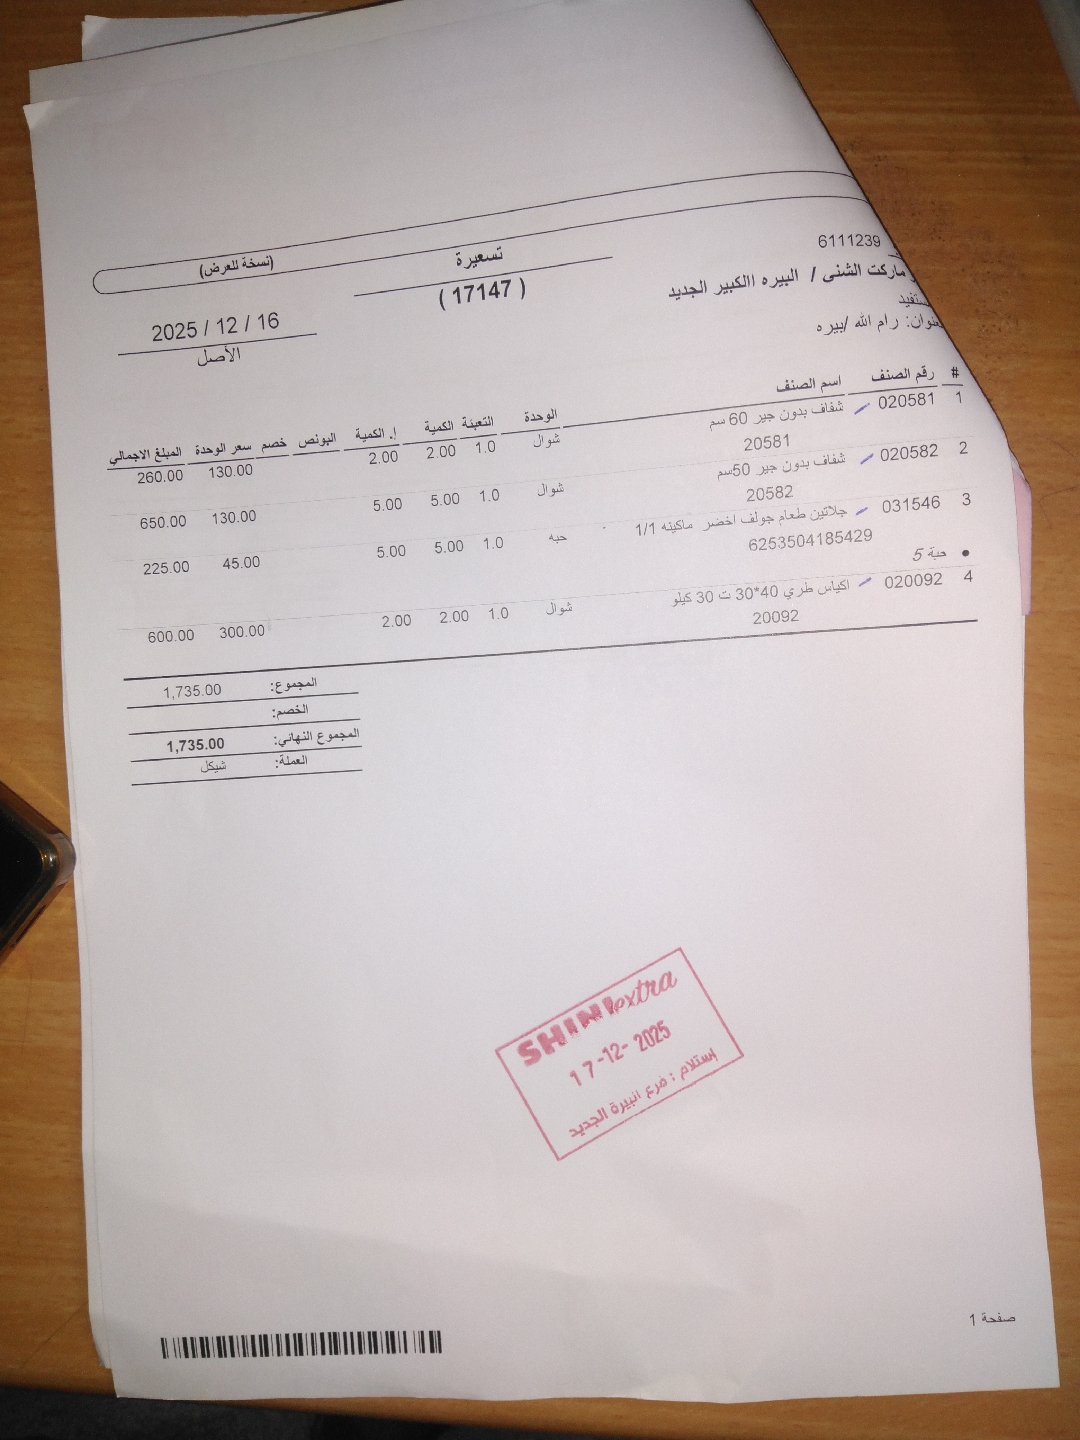 6111239
ماركت الشنى / البيره االكبير الجديد
رام الله /بيره
تسعيرة
( 17147 )
(نسخة للعرض)
2025 / 12 / 16
الأصل
# رقم الصنف اسم الصنف الوحدة التعبئة الكمية إ. الكمية البونص خصم سعر الوحدة المبلغ الاجمالي
1 020581 شفاف بدون جير 60 سم شوال 1.0 2.00 2.00 130.00 260.00
20581
2 020582 شفاف بدون جير 50سم شوال 1.0 5.00 5.00 130.00 650.00
20582
3 031546 جلاتين طعام جولف اخضر ماكينه 1/1 حبه 1.0 5.00 5.00 45.00 225.00
6253504185429
• حبة 5
4 020092 اكياس طري 40*30 ت 30 كيلو شوال 1.0 2.00 2.00 300.00 600.00
20092
المجموع: 1,735.00
الخصم:
المجموع النهائي: 1,735.00
العملة: شيكل
SHINI extra
17-12-2025
إستلام : فرع البيرة الجديد
صفحة 1